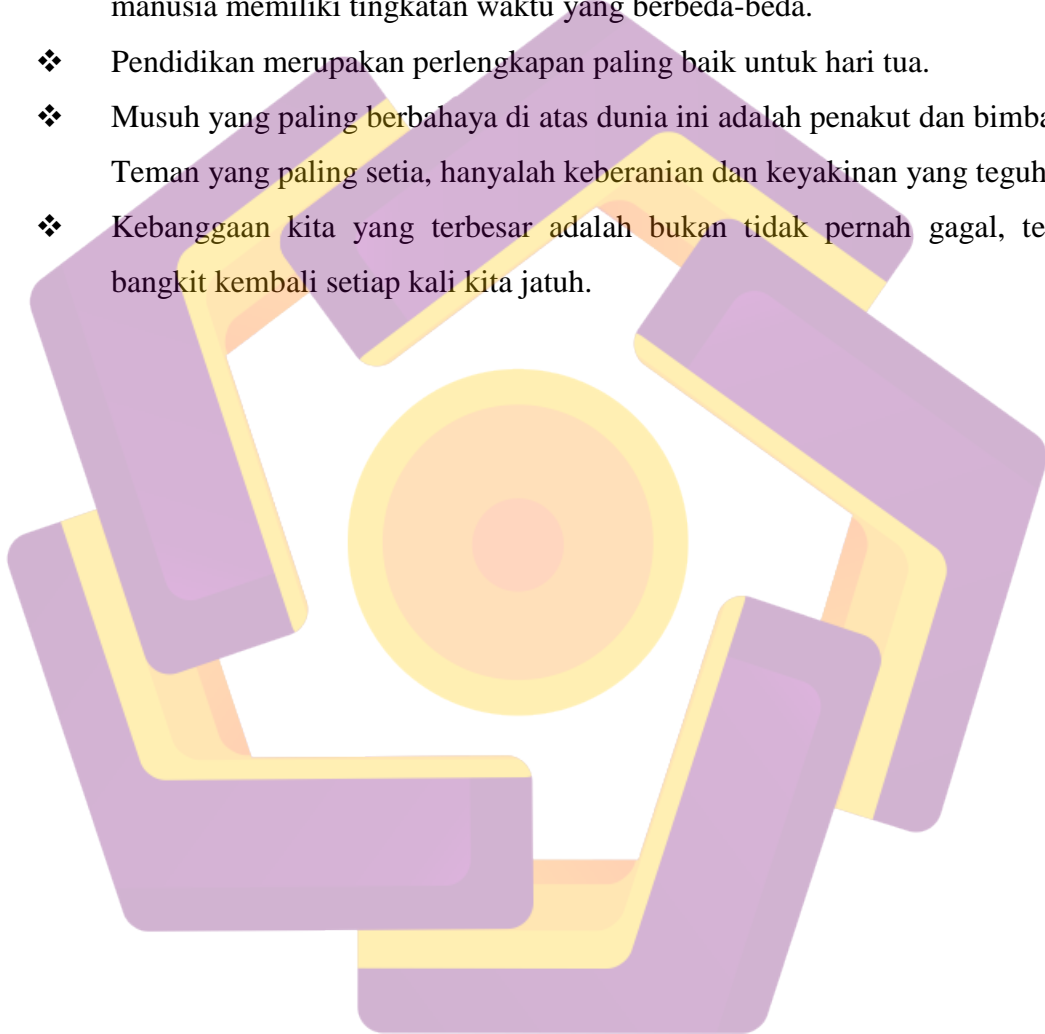 manusia memiliki tingkatan waktu yang berbeda-beda.
❖ Pendidikan merupakan perlengkapan paling baik untuk hari tua.
❖ Musuh yang paling berbahaya di atas dunia ini adalah penakut dan
Teman yang paling setia, hanyalah keberanian dan keyakinan yang teguh
❖ Kebanggaan kita yang terbesar adalah bukan tidak pernah gagal,
bangkit kembali setiap kali kita jatuh.